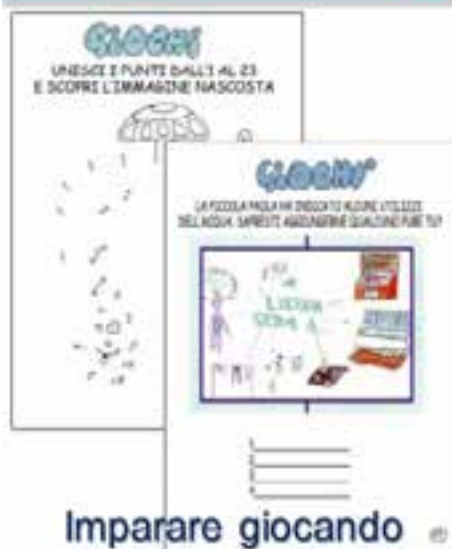 GIOCHI
UNISCI I PUNTI DALL'1 AL 23
E SCOPRI L'IMMAGINE NASCOSTA
GIOCHI
LA PICCOLA PAOLA HA INDICATO ALCUNI UTILIZZI
DELL'ACQUA. SAPRESTI AGGIUNGERNE QUALCUNO PURE TU?
Imparare giocando